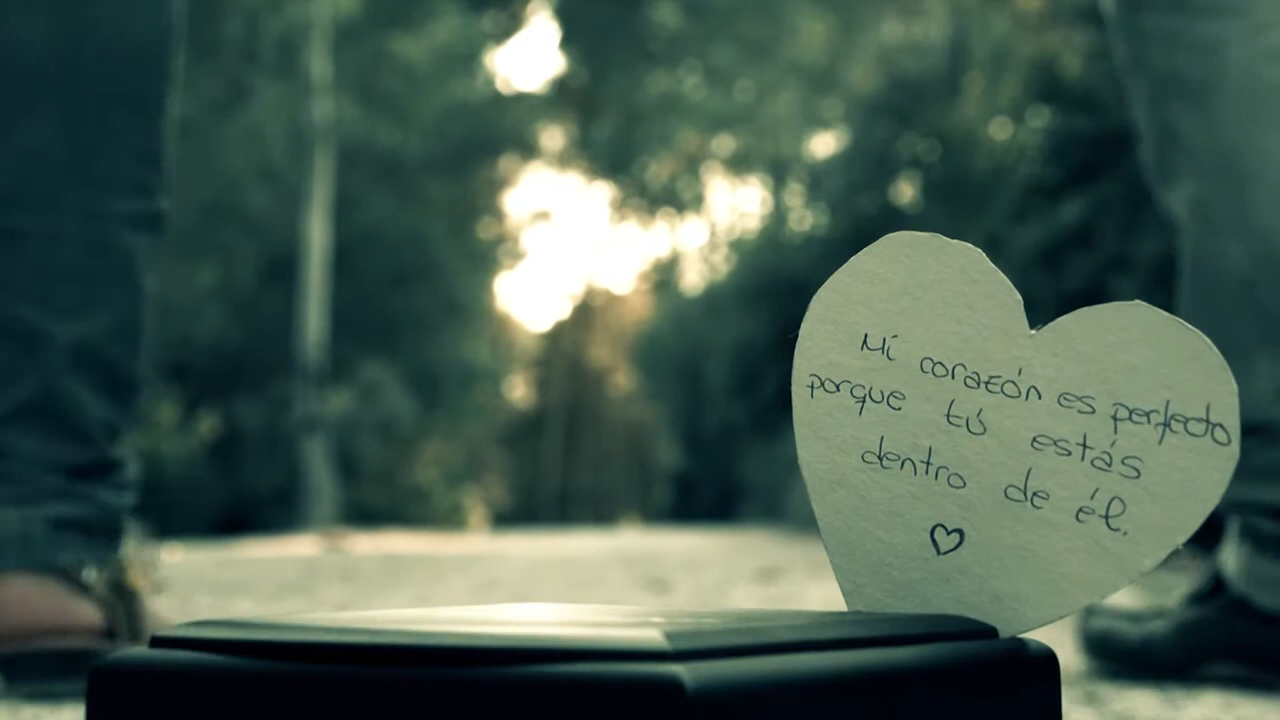 Mi corazón es perfecto
porque tú estás
dentro de él.